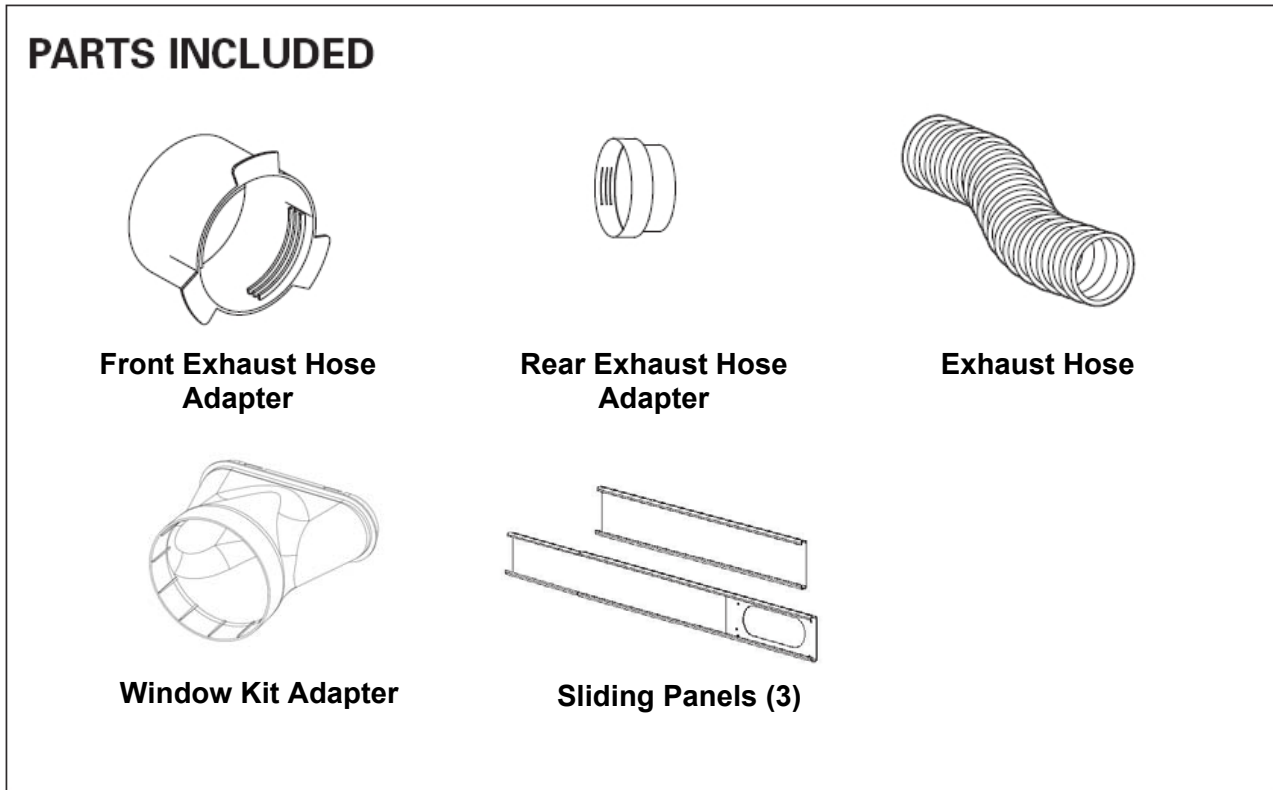 PARTS INCLUDED
Front Exhaust Hose
Adapter
Rear Exhaust Hose
Adapter
Exhaust Hose
Window Kit Adapter
Sliding Panels (3)